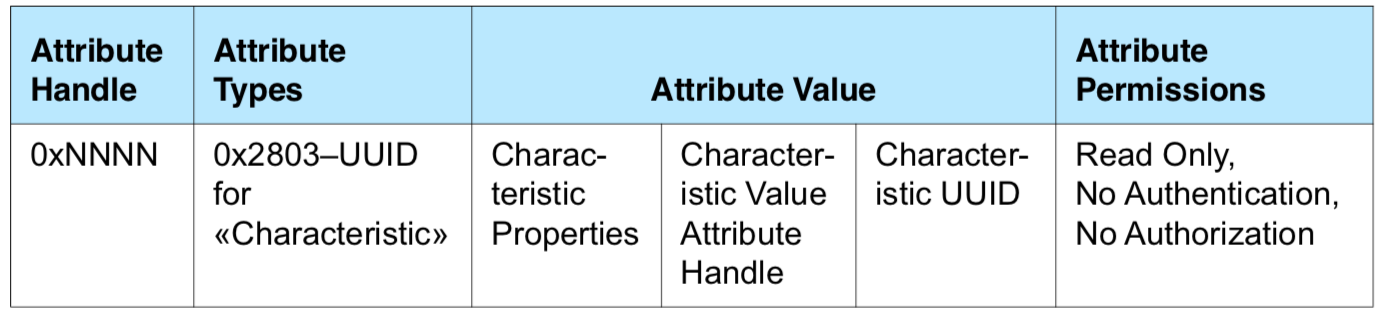 Attribute
Handle
Attribute
Types
Attribute Value
Attribute
Permissions
0xNNNN
0x2803–UUID
for
«Characteristic»
Charac-
teristic
Properties
Character-
istic Value
Attribute
Handle
Character-
istic UUID
Read Only,
No Authentication,
No Authorization